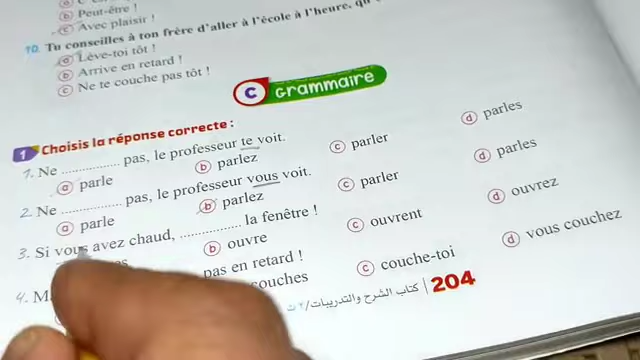 ⓑ Peut-être !
ⓒ Avec plaisir !
10. Tu conseilles à ton frère d'aller à l'école à l'heure,
ⓐ Lève-toi tôt !
ⓑ Arrive en retard !
ⓒ Ne te couche pas tôt !
C Grammaire
1 Choisis la réponse correcte :
1. Ne .............. pas, le professeur te voit.
ⓐ parle ⓑ parlez ⓒ parler ⓓ parles
2. Ne .............. pas, le professeur vous voit.
ⓐ parle ⓑ parlez ⓒ parler ⓓ parles
3. Si vous avez chaud, .............. la fenêtre !
ⓑ ouvre ⓒ ouvrent ⓓ ouvrez
4. pas en retard !
ⓒ couche-toi ⓓ vous couchez
كتاب الشرح والتدريبات / ٢ ث | 204